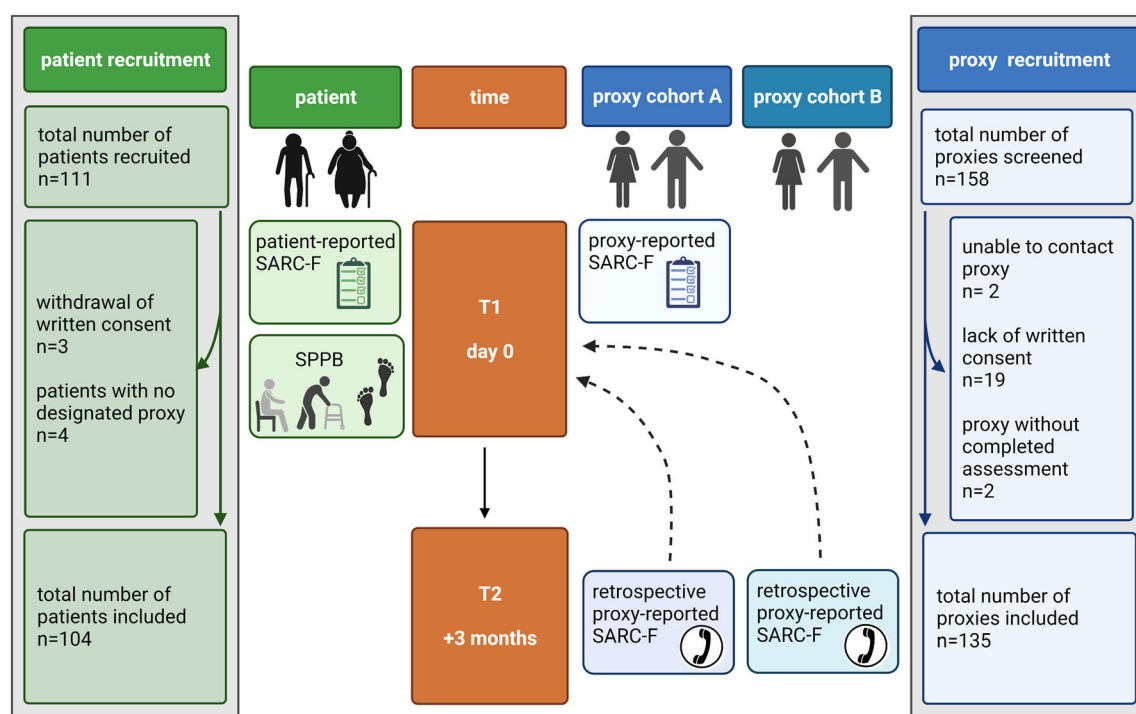 patient recruitment
total number of
patients recruited
n=111
withdrawal of
written consent
n=3
patients with no
designated proxy
n=4
total number of
patients included
n=104
patient
time
proxy cohort A
proxy cohort B
patient-reported
SARC-F
SPPB
T1
day 0
proxy-reported
SARC-F
T2
+3 months
retrospective
proxy-reported
SARC-F
retrospective
proxy-reported
SARC-F
proxy recruitment
total number of
proxies screened
n=158
unable to contact
proxy
n= 2
lack of written
consent
n=19
proxy without
completed
assessment
n=2
total number of
proxies included
n=135